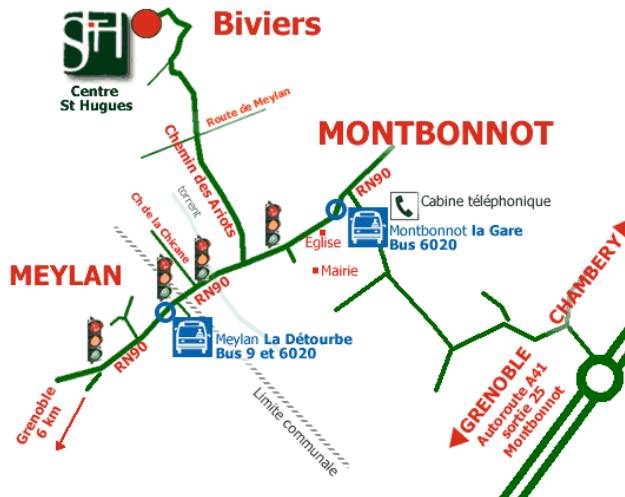 StH
Biviers
Centre
St Hugues
Route de Meylan
MONTBONNOT
Chemin des Ariots
RN90
Cabine téléphonique
torrent
Ch de la Chicane
Montbonnot la Gare
Bus 6020
Eglise
Mairie
MEYLAN
RN90
CHAMBERY
Meylan La Détourbe
Bus 9 et 6020
RN90
Grenoble
6 km
Limite communale
GRENOBLE
Autoroute A41
sortie 25
Montbonnot